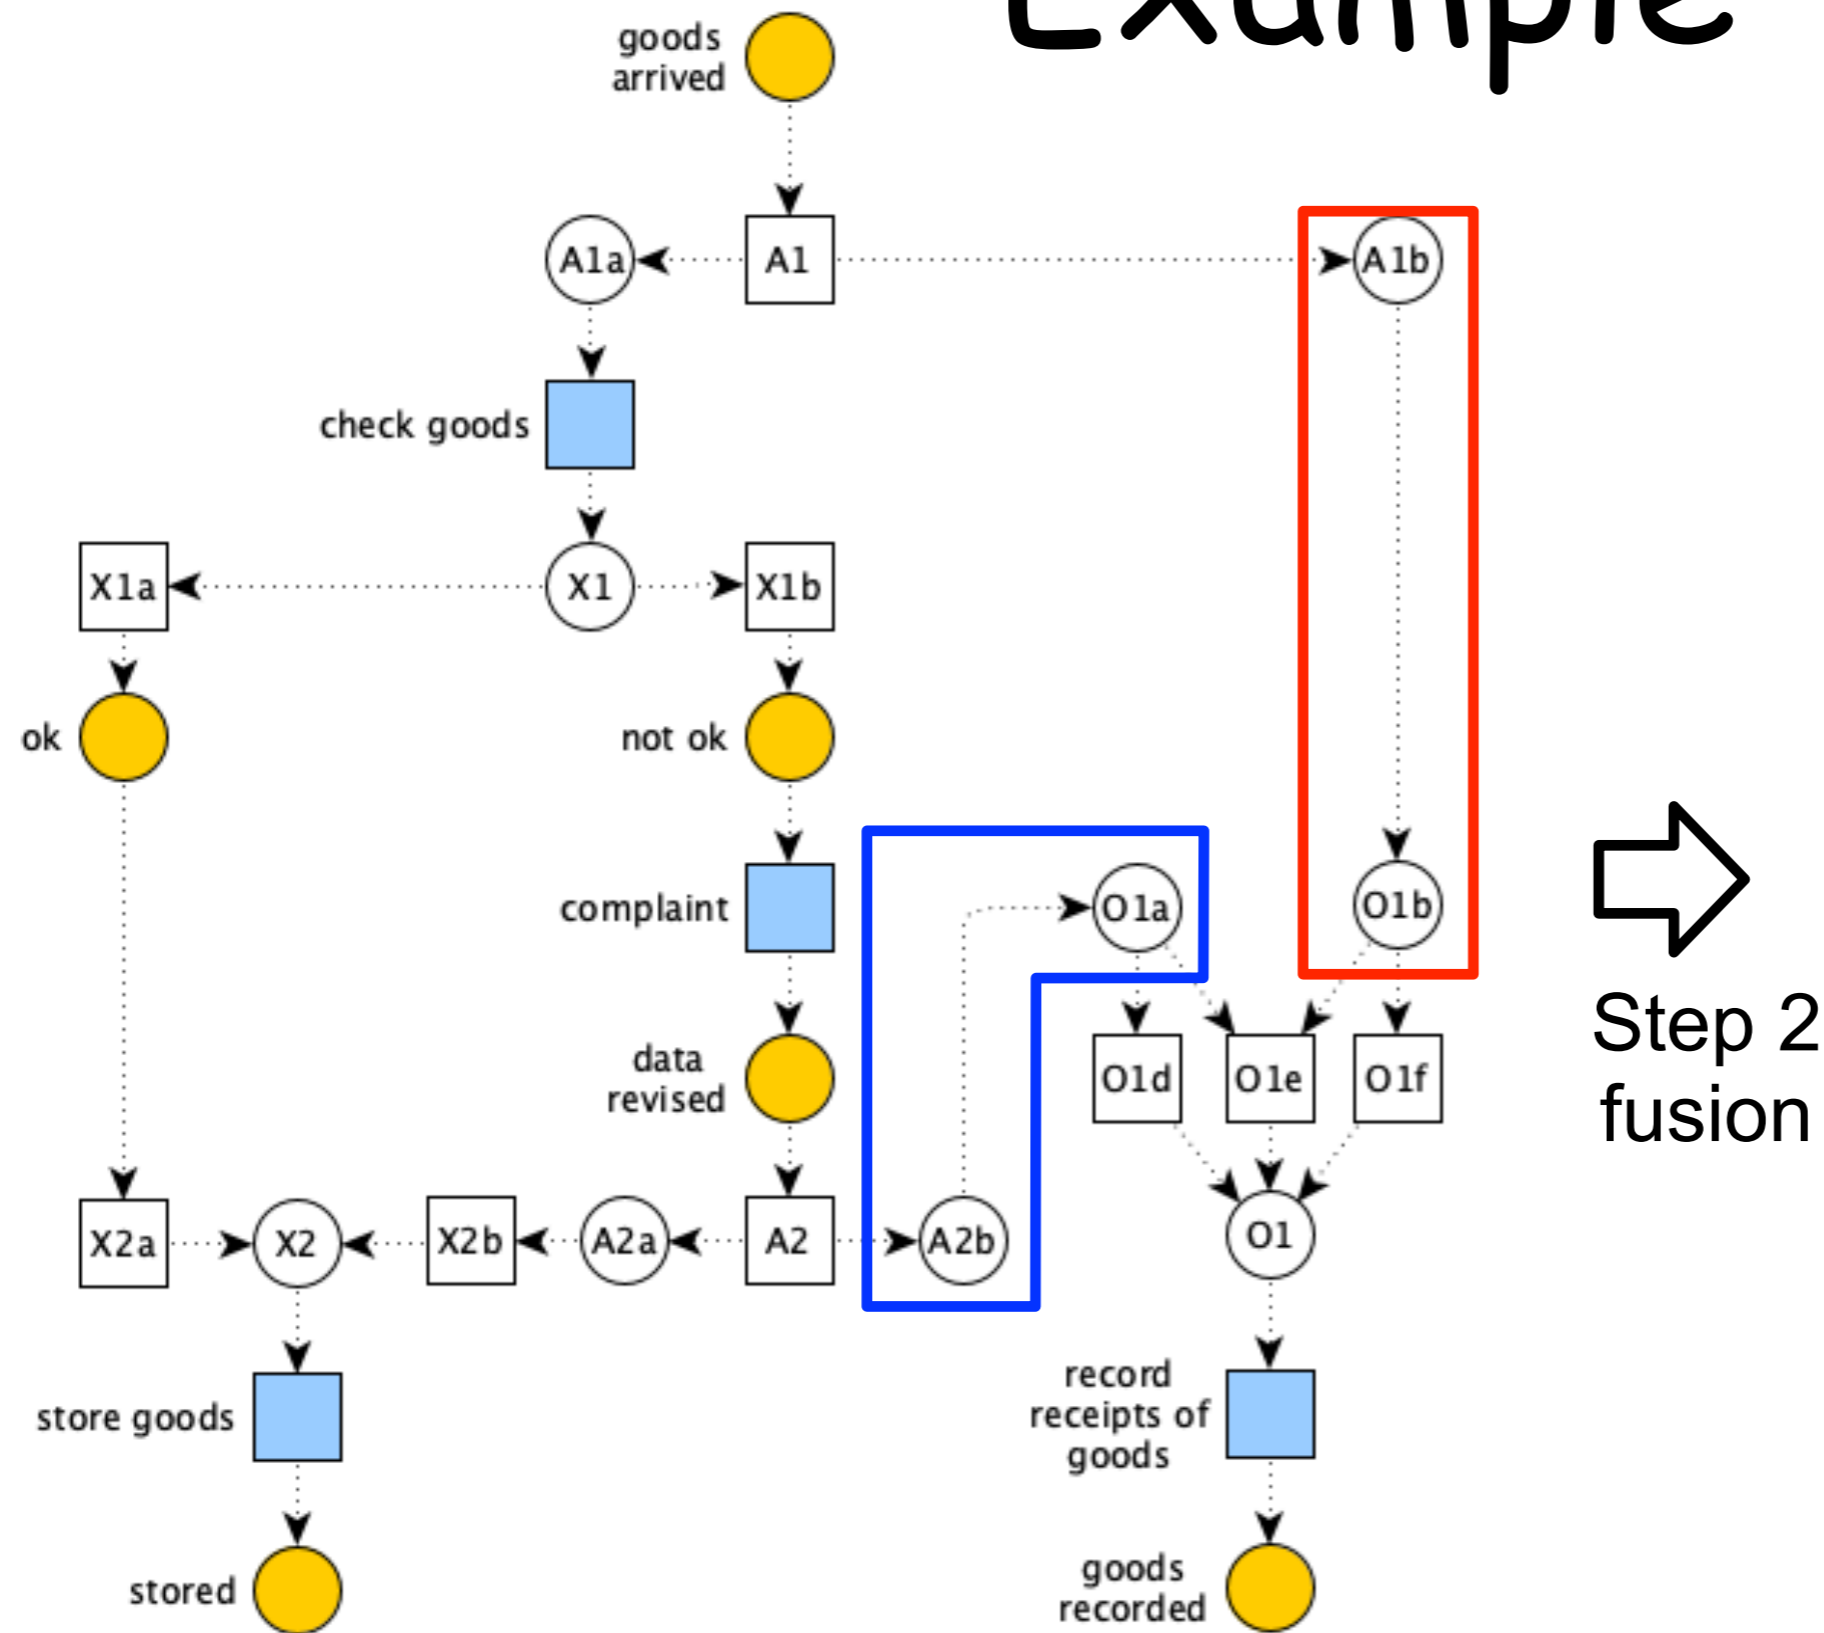 Example
goods
arrived
A1a
A1
A1b
check goods
X1a
X1
X1b
ok
not ok
complaint
O1a
O1b
Step 2
fusion
data
revised
O1d
O1e
O1f
X2a
X2
X2b
A2a
A2
A2b
O1
store goods
record
receipts of
goods
stored
goods
recorded